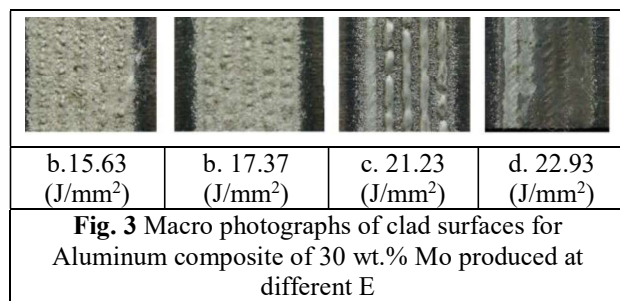 b.15.63 (J/mm²)
b. 17.37 (J/mm²)
c. 21.23 (J/mm²)
d. 22.93 (J/mm²)
Fig. 3 Macro photographs of clad surfaces for
Aluminum composite of 30 wt.% Mo produced at
different E